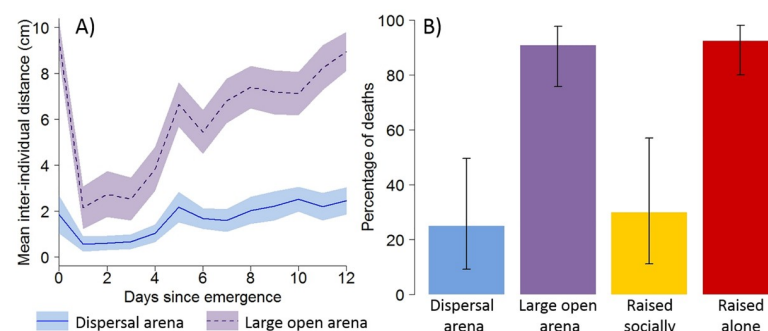 A)
Mean inter-individual distance (cm)
10
8
6
4
2
0
0 2 4 6 8 10 12
Days since emergence
Dispersal arena Large open arena
B)
Percentage of deaths
100
80
60
40
20
0
Dispersal Large open Raised Raised
arena arena socially alone